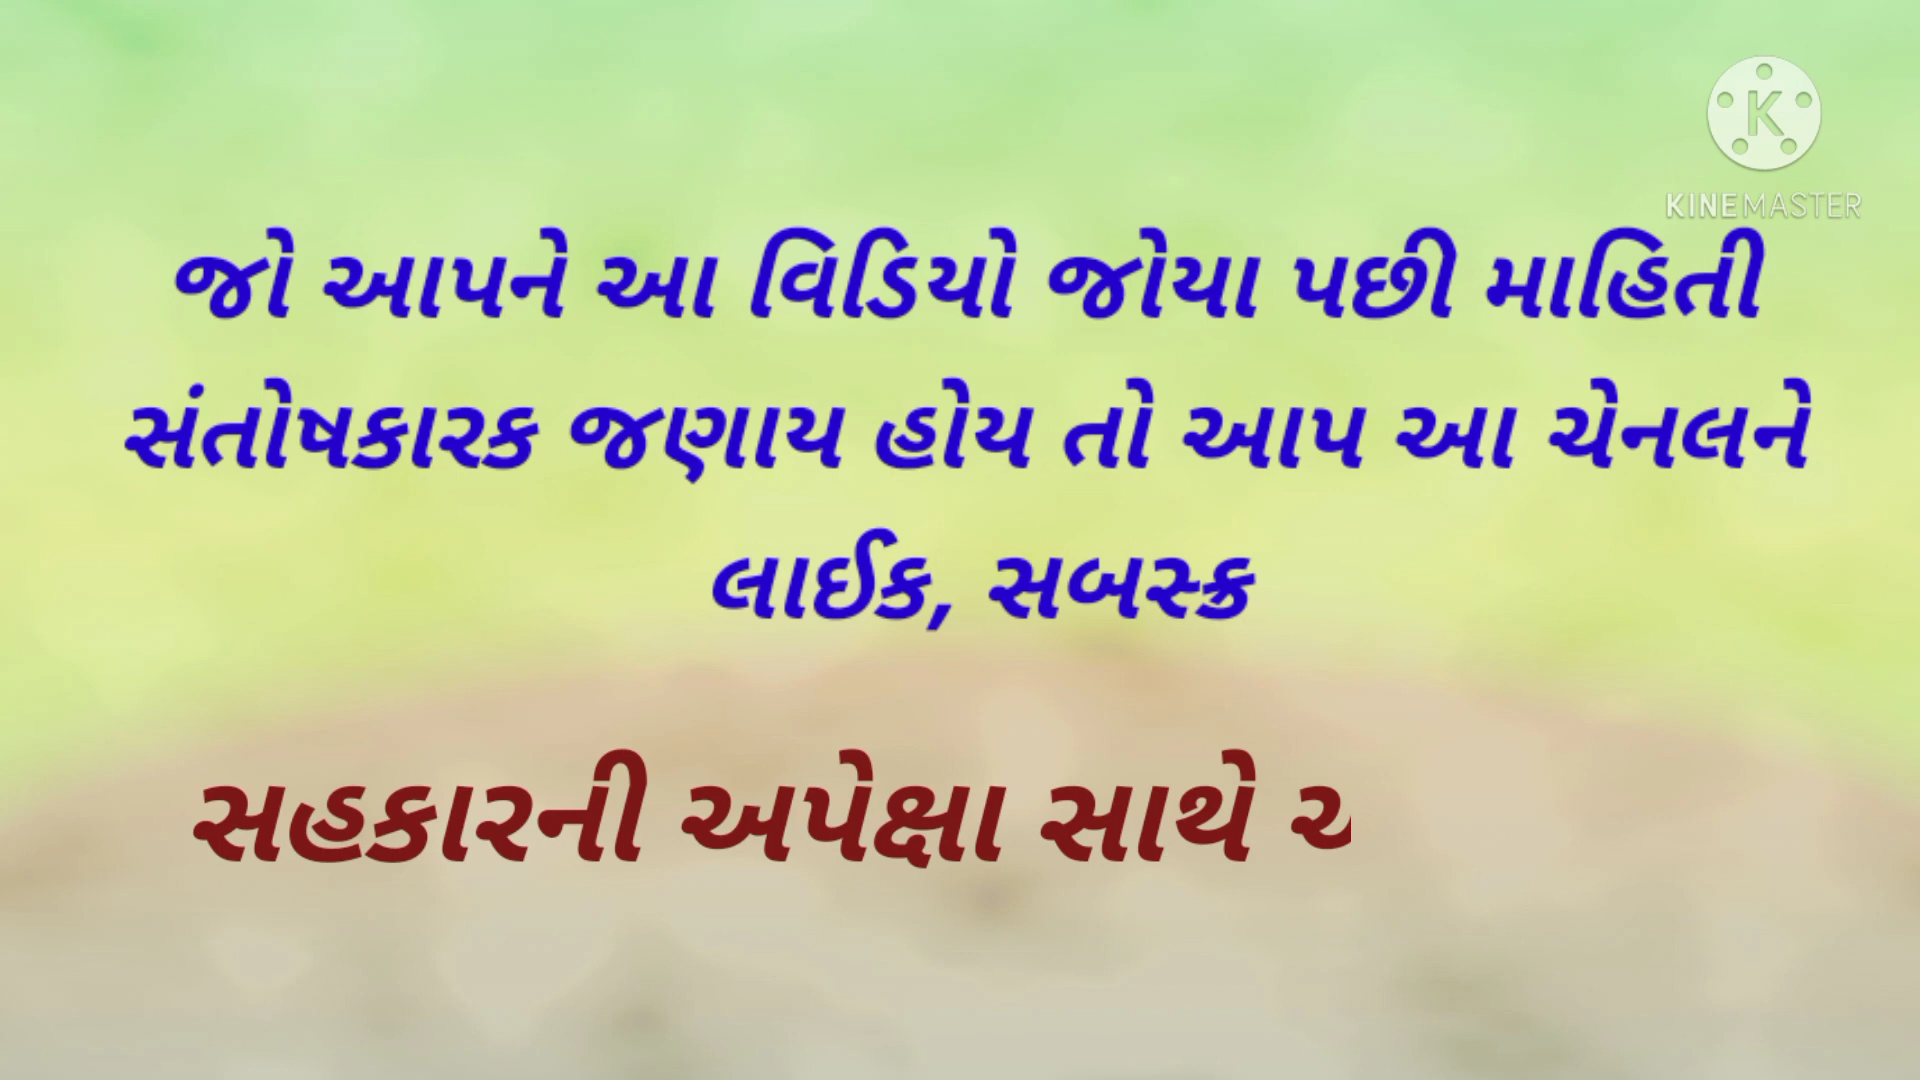 KINEMASTER
જો આપને આ વિડિયો જોયા પછી માહિતી
સંતોષકારક જણાય હોય તો આપ આ ચેનલને
લાઈક, સબસ્ક્ર
સહકારની અપેક્ષા સાથે